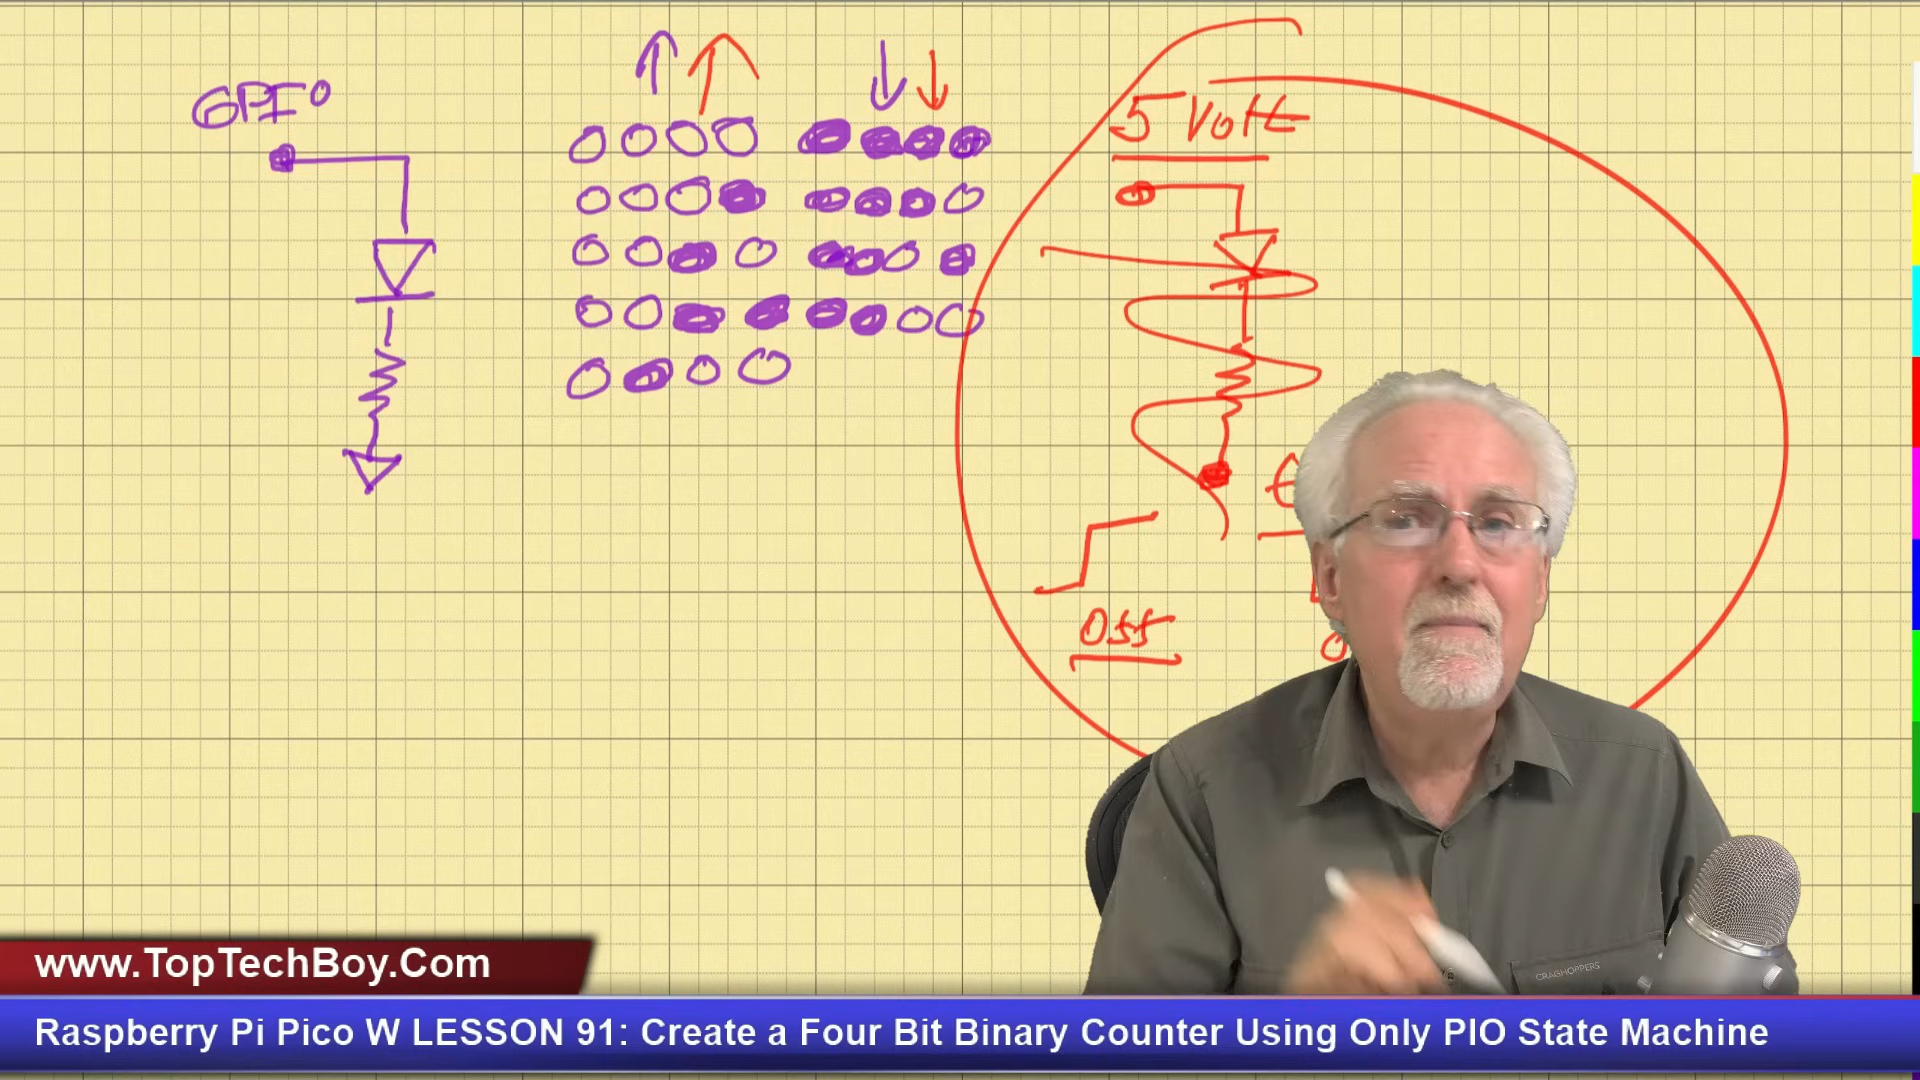 GPIO
5 Volt
Off
CRAGHOPPERS
www.TopTechBoy.Com
Raspberry Pi Pico W LESSON 91: Create a Four Bit Binary Counter Using Only PIO State Machine